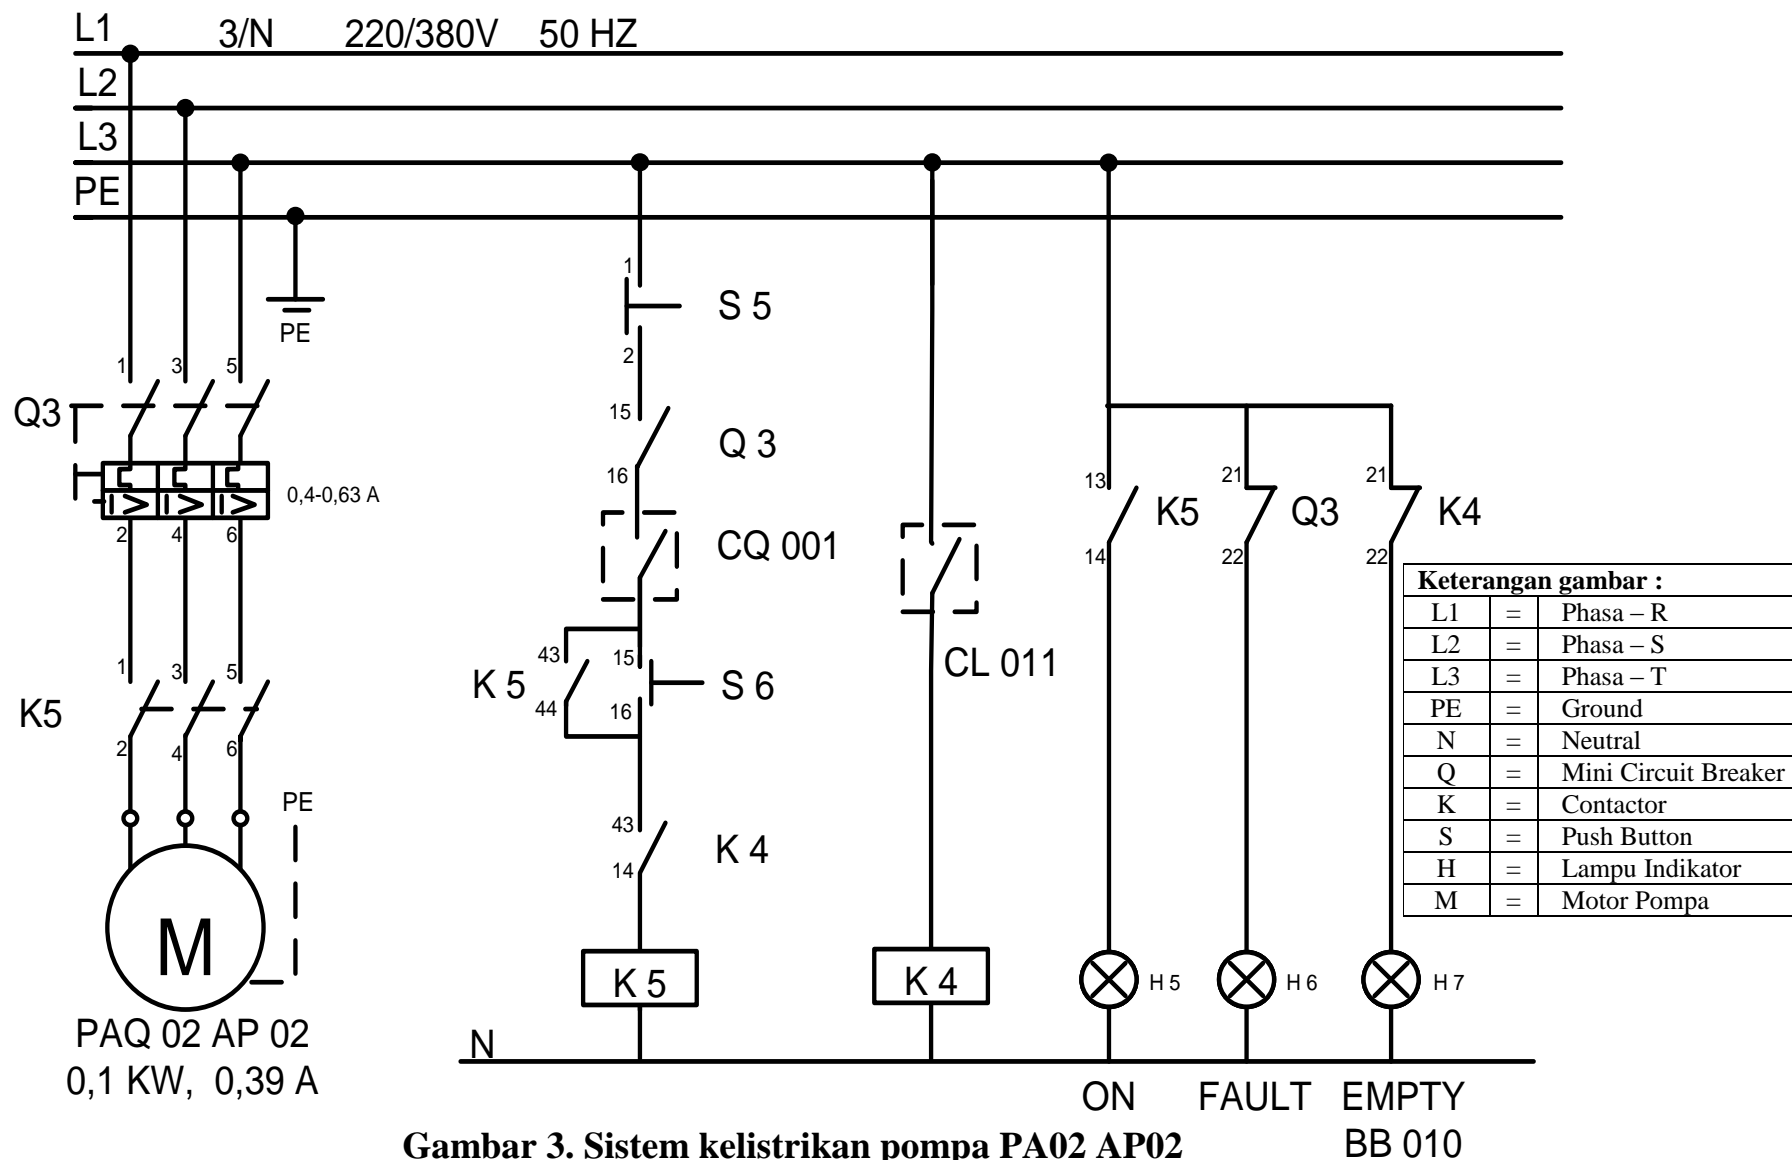 L1 3/N 220/380V 50 HZ
L2
L3
PE
PE
1 3 5
Q3
0,4-0,63 A
2 4 6
1 3 5
K5
2 4 6
PE
M
PAQ 02 AP 02
0,1 KW, 0,39 A
1
S 5
2
15
Q 3
16
CQ 001
43
K 5
44
15
S 6
16
43
K 4
14
K 5
CL 011
K 4
13
K5
14
21
Q3
22
21
K4
22
H 5
H 6
H 7
N
ON FAULT EMPTY
BB 010
Keterangan gambar :
L1 = Phasa – R
L2 = Phasa – S
L3 = Phasa – T
PE = Ground
N = Neutral
Q = Mini Circuit Breaker
K = Contactor
S = Push Button
H = Lampu Indikator
M = Motor Pompa
Gambar 3. Sistem kelistrikan pompa PA02 AP02